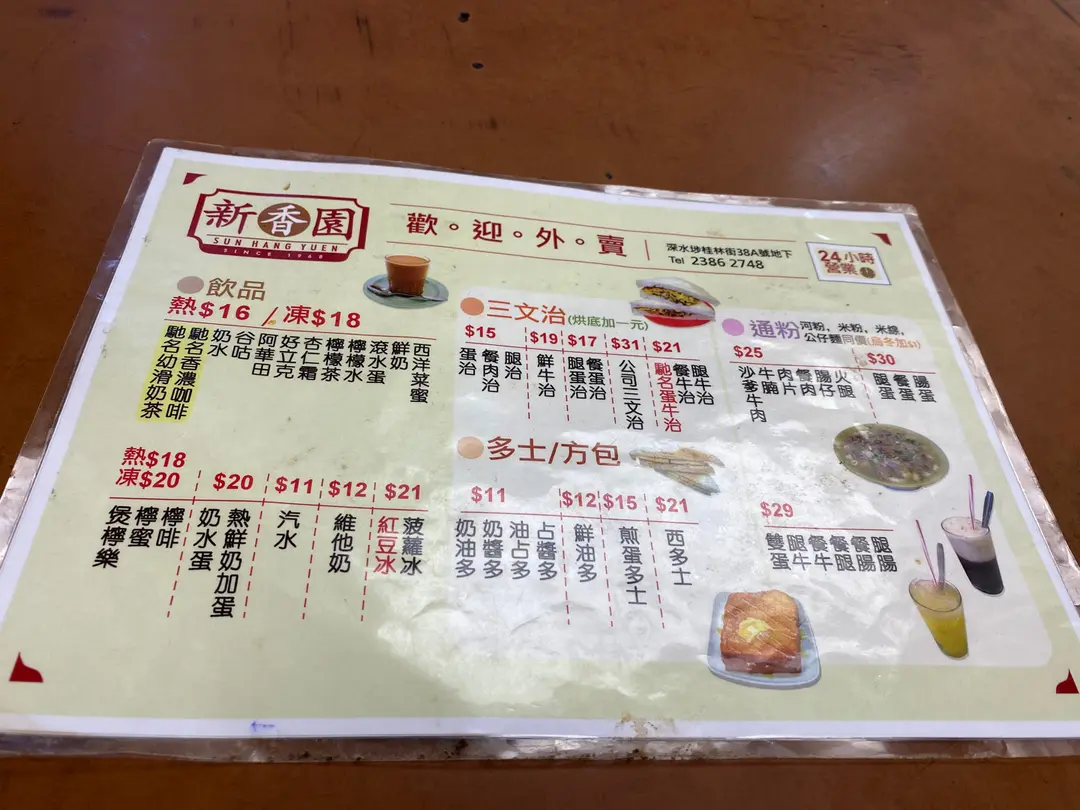 新香園
SUN HANG YUEN
SINCE 1968
歡。迎。外。賣
深水埗桂林街38A號地下
Tel 2386 2748
24小時
營業
飲品
熱$16 / 凍$18
西洋菜蜜
鮮奶
滾水蛋
檸檬水
檸檬茶
杏仁霜
好立克
阿華田
谷咕
奶水
馳名香濃咖啡
馳名幼滑奶茶
熱$18
凍$20
檸啡
檸蜜
煲檸樂
$20
熱鮮奶加蛋
奶水蛋
$11
汽水
$12
維他奶
$21
菠蘿冰
紅豆冰
三文治(烘底加一元)
$15
腿治
餐肉治
蛋治
$19
鮮牛治
$17
餐蛋治
腿蛋治
$31
公司三文治
$21
腿牛治
餐牛治
馳名蛋牛治
多士/方包
$11
占醬多
油占多
奶醬多
奶油多
$12
鮮油多
$15
煎蛋多士
$21
西多士
通粉 河粉，米粉，米線，
公仔麵同價(烏冬加$1)
$25
火腿
腸仔
餐肉
肉片
牛腩
沙爹牛肉
$30
腸蛋
餐蛋
腿蛋
$29
腿腸
餐腸
餐腿
餐牛
腿牛
雙蛋